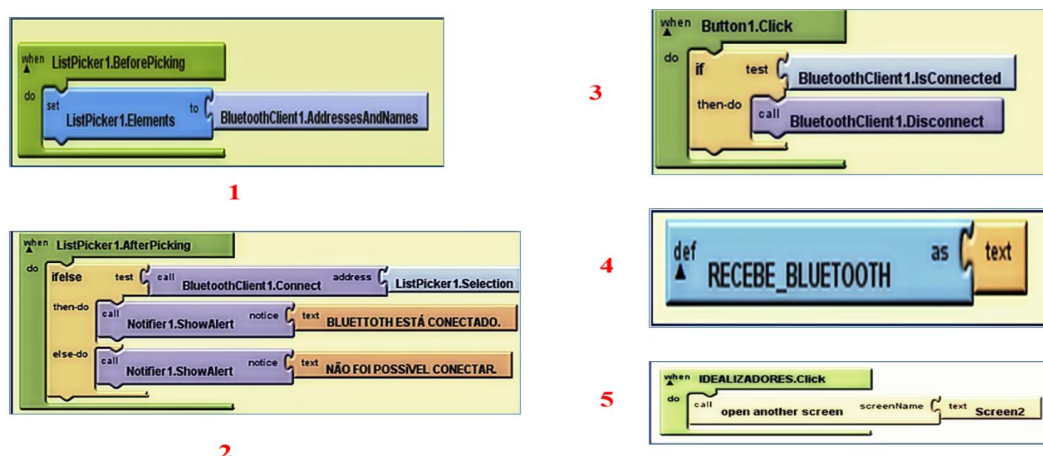 when ListPicker1.BeforePicking
do set ListPicker1.Elements to BluetoothClient1.AddressesAndNames
1
when ListPicker1.AfterPicking
do ifelse test call BluetoothClient1.Connect address ListPicker1.Selection
then-do call Notifier1.ShowAlert notice text BLUETTOTH ESTÁ CONECTADO.
else-do call Notifier1.ShowAlert notice text NÃO FOI POSSíVEL CONECTAR.
2
when Button1.Click
do if test BluetoothClient1.IsConnected
then-do call BluetoothClient1.Disconnect
3
def RECEBE_BLUETOOTH as text
4
when IDEALIZADORES.Click
do call open another screen screenName text Screen2
5